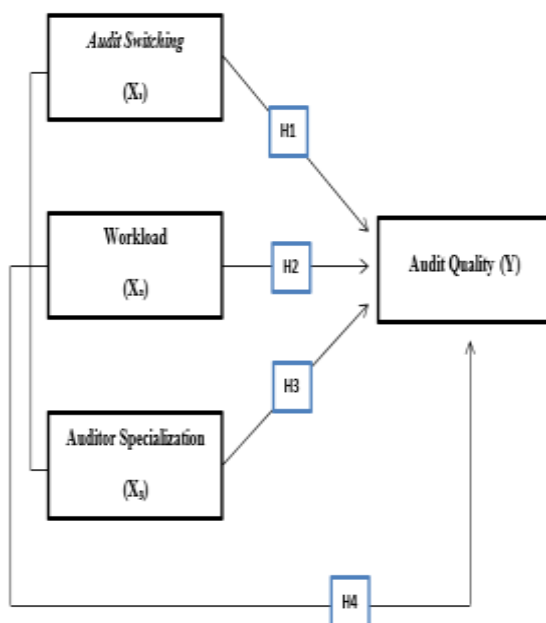 Audit Switching
(X₁)
H1
Workload
(X₂)
H2
Audit Quality (Y)
H3
Auditor Specialization
(X₃)
H4